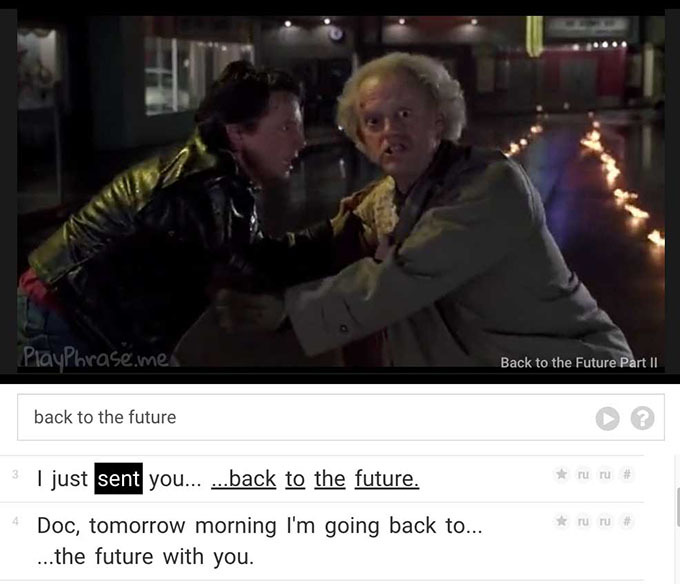 PlayPhrase.me
Back to the Future Part II
back to the future
?
3 I just sent you... ...back to the future. ★ ru ru #
4 Doc, tomorrow morning I'm going back to... ★ ru ru #
...the future with you.